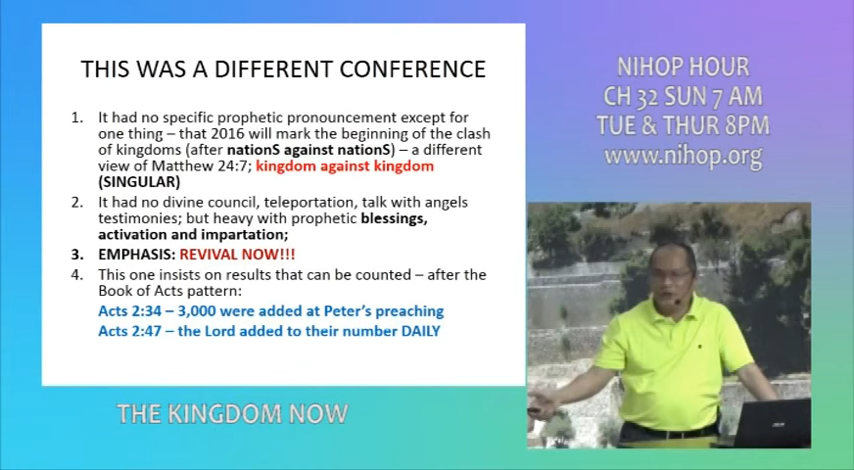 THIS WAS A DIFFERENT CONFERENCE
1. It had no specific prophetic pronouncement except for
one thing – that 2016 will mark the beginning of the clash
of kingdoms (after nationS against nationS) – a different
view of Matthew 24:7; kingdom against kingdom
(SINGULAR)
2. It had no divine council, teleportation, talk with angels
testimonies; but heavy with prophetic blessings,
activation and impartation;
3. EMPHASIS: REVIVAL NOW!!!
4. This one insists on results that can be counted – after the
Book of Acts pattern:
Acts 2:34 – 3,000 were added at Peter's preaching
Acts 2:47 – the Lord added to their number DAILY
NIHOP HOUR
CH 32 SUN 7 AM
TUE & THUR 8PM
www.nihop.org
THE KINGDOM NOW